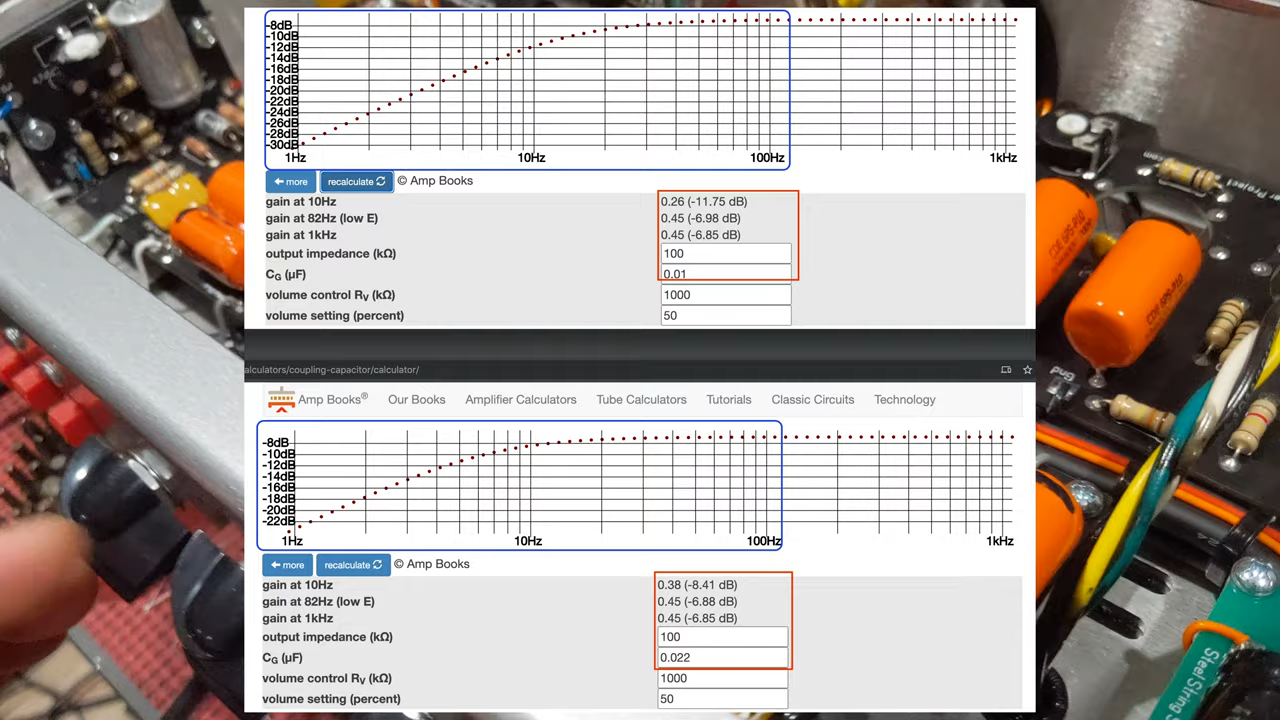 -8dB
-10dB
-12dB
-14dB
-16dB
-18dB
-20dB
-22dB
-24dB
-26dB
-28dB
-30dB
1Hz 10Hz 100Hz 1kHz
more recalculate © Amp Books
gain at 10Hz 0.26 (-11.75 dB)
gain at 82Hz (low E) 0.45 (-6.98 dB)
gain at 1kHz 0.45 (-6.85 dB)
output impedance (kΩ) 100
CG (µF) 0.01
volume control RV (kΩ) 1000
volume setting (percent) 50
alculators/coupling-capacitor/calculator/
Amp Books® Our Books Amplifier Calculators Tube Calculators Tutorials Classic Circuits Technology
-8dB
-10dB
-12dB
-14dB
-16dB
-18dB
-20dB
-22dB
1Hz 10Hz 100Hz 1kHz
more recalculate © Amp Books
gain at 10Hz 0.38 (-8.41 dB)
gain at 82Hz (low E) 0.45 (-6.88 dB)
gain at 1kHz 0.45 (-6.85 dB)
output impedance (kΩ) 100
CG (µF) 0.022
volume control RV (kΩ) 1000
volume setting (percent) 50
.com
er Project
Gnd
Steel String